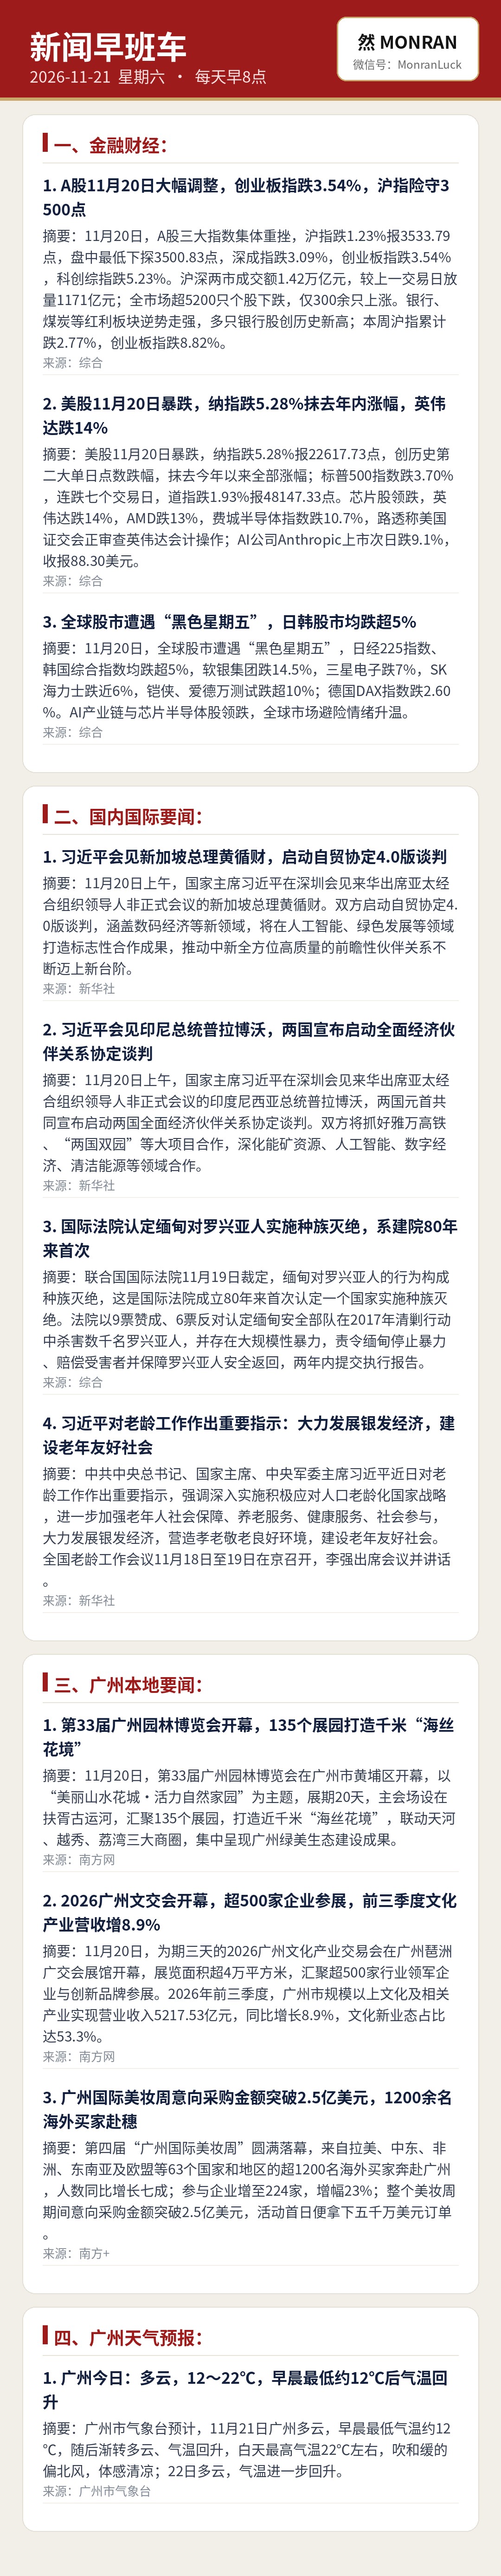 新闻早班车
2026-11-21 星期六 · 每天早8点
然 MONRAN
微信号：MonranLuck
一、金融财经：
1. A股11月20日大幅调整，创业板指跌3.54%，沪指险守3
500点
摘要：11月20日，A股三大指数集体重挫，沪指跌1.23%报3533.79
点，盘中最低下探3500.83点，深成指跌3.09%，创业板指跌3.54%
，科创综指跌5.23%。沪深两市成交额1.42万亿元，较上一交易日放
量1171亿元；全市场超5200只个股下跌，仅300余只上涨。银行、
煤炭等红利板块逆势走强，多只银行股创历史新高；本周沪指累计
跌2.77%，创业板指跌8.82%。
来源：综合
2. 美股11月20日暴跌，纳指跌5.28%抹去年内涨幅，英伟
达跌14%
摘要：美股11月20日暴跌，纳指跌5.28%报22617.73点，创历史第
二大单日点数跌幅，抹去今年以来全部涨幅；标普500指数跌3.70%
，连跌七个交易日，道指跌1.93%报48147.33点。芯片股领跌，英
伟达跌14%，AMD跌13%，费城半导体指数跌10.7%，路透称美国
证交会正审查英伟达会计操作；AI公司Anthropic上市次日跌9.1%，
收报88.30美元。
来源：综合
3. 全球股市遭遇“黑色星期五”，日韩股市均跌超5%
摘要：11月20日，全球股市遭遇“黑色星期五”，日经225指数、
韩国综合指数均跌超5%，软银集团跌14.5%，三星电子跌7%，SK
海力士跌近6%，铠侠、爱德万测试跌超10%；德国DAX指数跌2.60
%。AI产业链与芯片半导体股领跌，全球市场避险情绪升温。
来源：综合
二、国内国际要闻：
1. 习近平会见新加坡总理黄循财，启动自贸协定4.0版谈判
摘要：11月20日上午，国家主席习近平在深圳会见来华出席亚太经
合组织领导人非正式会议的新加坡总理黄循财。双方启动自贸协定4.
0版谈判，涵盖数码经济等新领域，将在人工智能、绿色发展等领域
打造标志性合作成果，推动中新全方位高质量的前瞻性伙伴关系不
断迈上新台阶。
来源：新华社
2. 习近平会见印尼总统普拉博沃，两国宣布启动全面经济伙
伴关系协定谈判
摘要：11月20日上午，国家主席习近平在深圳会见来华出席亚太经
合组织领导人非正式会议的印度尼西亚总统普拉博沃，两国元首共
同宣布启动两国全面经济伙伴关系协定谈判。双方将抓好雅万高铁
、“两国双园”等大项目合作，深化能矿资源、人工智能、数字经
济、清洁能源等领域合作。
来源：新华社
3. 国际法院认定缅甸对罗兴亚人实施种族灭绝，系建院80年
来首次
摘要：联合国国际法院11月19日裁定，缅甸对罗兴亚人的行为构成
种族灭绝，这是国际法院成立80年来首次认定一个国家实施种族灭
绝。法院以9票赞成、6票反对认定缅甸安全部队在2017年清剿行动
中杀害数千名罗兴亚人，并存在大规模性暴力，责令缅甸停止暴力
、赔偿受害者并保障罗兴亚人安全返回，两年内提交执行报告。
来源：综合
4. 习近平对老龄工作作出重要指示：大力发展银发经济，建
设老年友好社会
摘要：中共中央总书记、国家主席、中央军委主席习近平近日对老
龄工作作出重要指示，强调深入实施积极应对人口老龄化国家战略
，进一步加强老年人社会保障、养老服务、健康服务、社会参与，
大力发展银发经济，营造孝老敬老良好环境，建设老年友好社会。
全国老龄工作会议11月18日至19日在京召开，李强出席会议并讲话
。
来源：新华社
三、广州本地要闻：
1. 第33届广州园林博览会开幕，135个展园打造千米“海丝
花境”
摘要：11月20日，第33届广州园林博览会在广州市黄埔区开幕，以
“美丽山水花城·活力自然家园”为主题，展期20天，主会场设在
扶胥古运河，汇聚135个展园，打造近千米“海丝花境”，联动天河
、越秀、荔湾三大商圈，集中呈现广州绿美生态建设成果。
来源：南方网
2. 2026广州文交会开幕，超500家企业参展，前三季度文化
产业营收增8.9%
摘要：11月20日，为期三天的2026广州文化产业交易会在广州琶洲
广交会展馆开幕，展览面积超4万平方米，汇聚超500家行业领军企
业与创新品牌参展。2026年前三季度，广州市规模以上文化及相关
产业实现营业收入5217.53亿元，同比增长8.9%，文化新业态占比
达53.3%。
来源：南方网
3. 广州国际美妆周意向采购金额突破2.5亿美元，1200余名
海外买家赴穗
摘要：第四届“广州国际美妆周”圆满落幕，来自拉美、中东、非
洲、东南亚及欧盟等63个国家和地区的超1200名海外买家奔赴广州
，人数同比增长七成；参与企业增至224家，增幅23%；整个美妆周
期间意向采购金额突破2.5亿美元，活动首日便拿下五千万美元订单
。
来源：南方+
四、广州天气预报：
1. 广州今日：多云，12～22℃，早晨最低约12℃后气温回
升
摘要：广州市气象台预计，11月21日广州多云，早晨最低气温约12
℃，随后渐转多云、气温回升，白天最高气温22℃左右，吹和缓的
偏北风，体感清凉；22日多云，气温进一步回升。
来源：广州市气象台